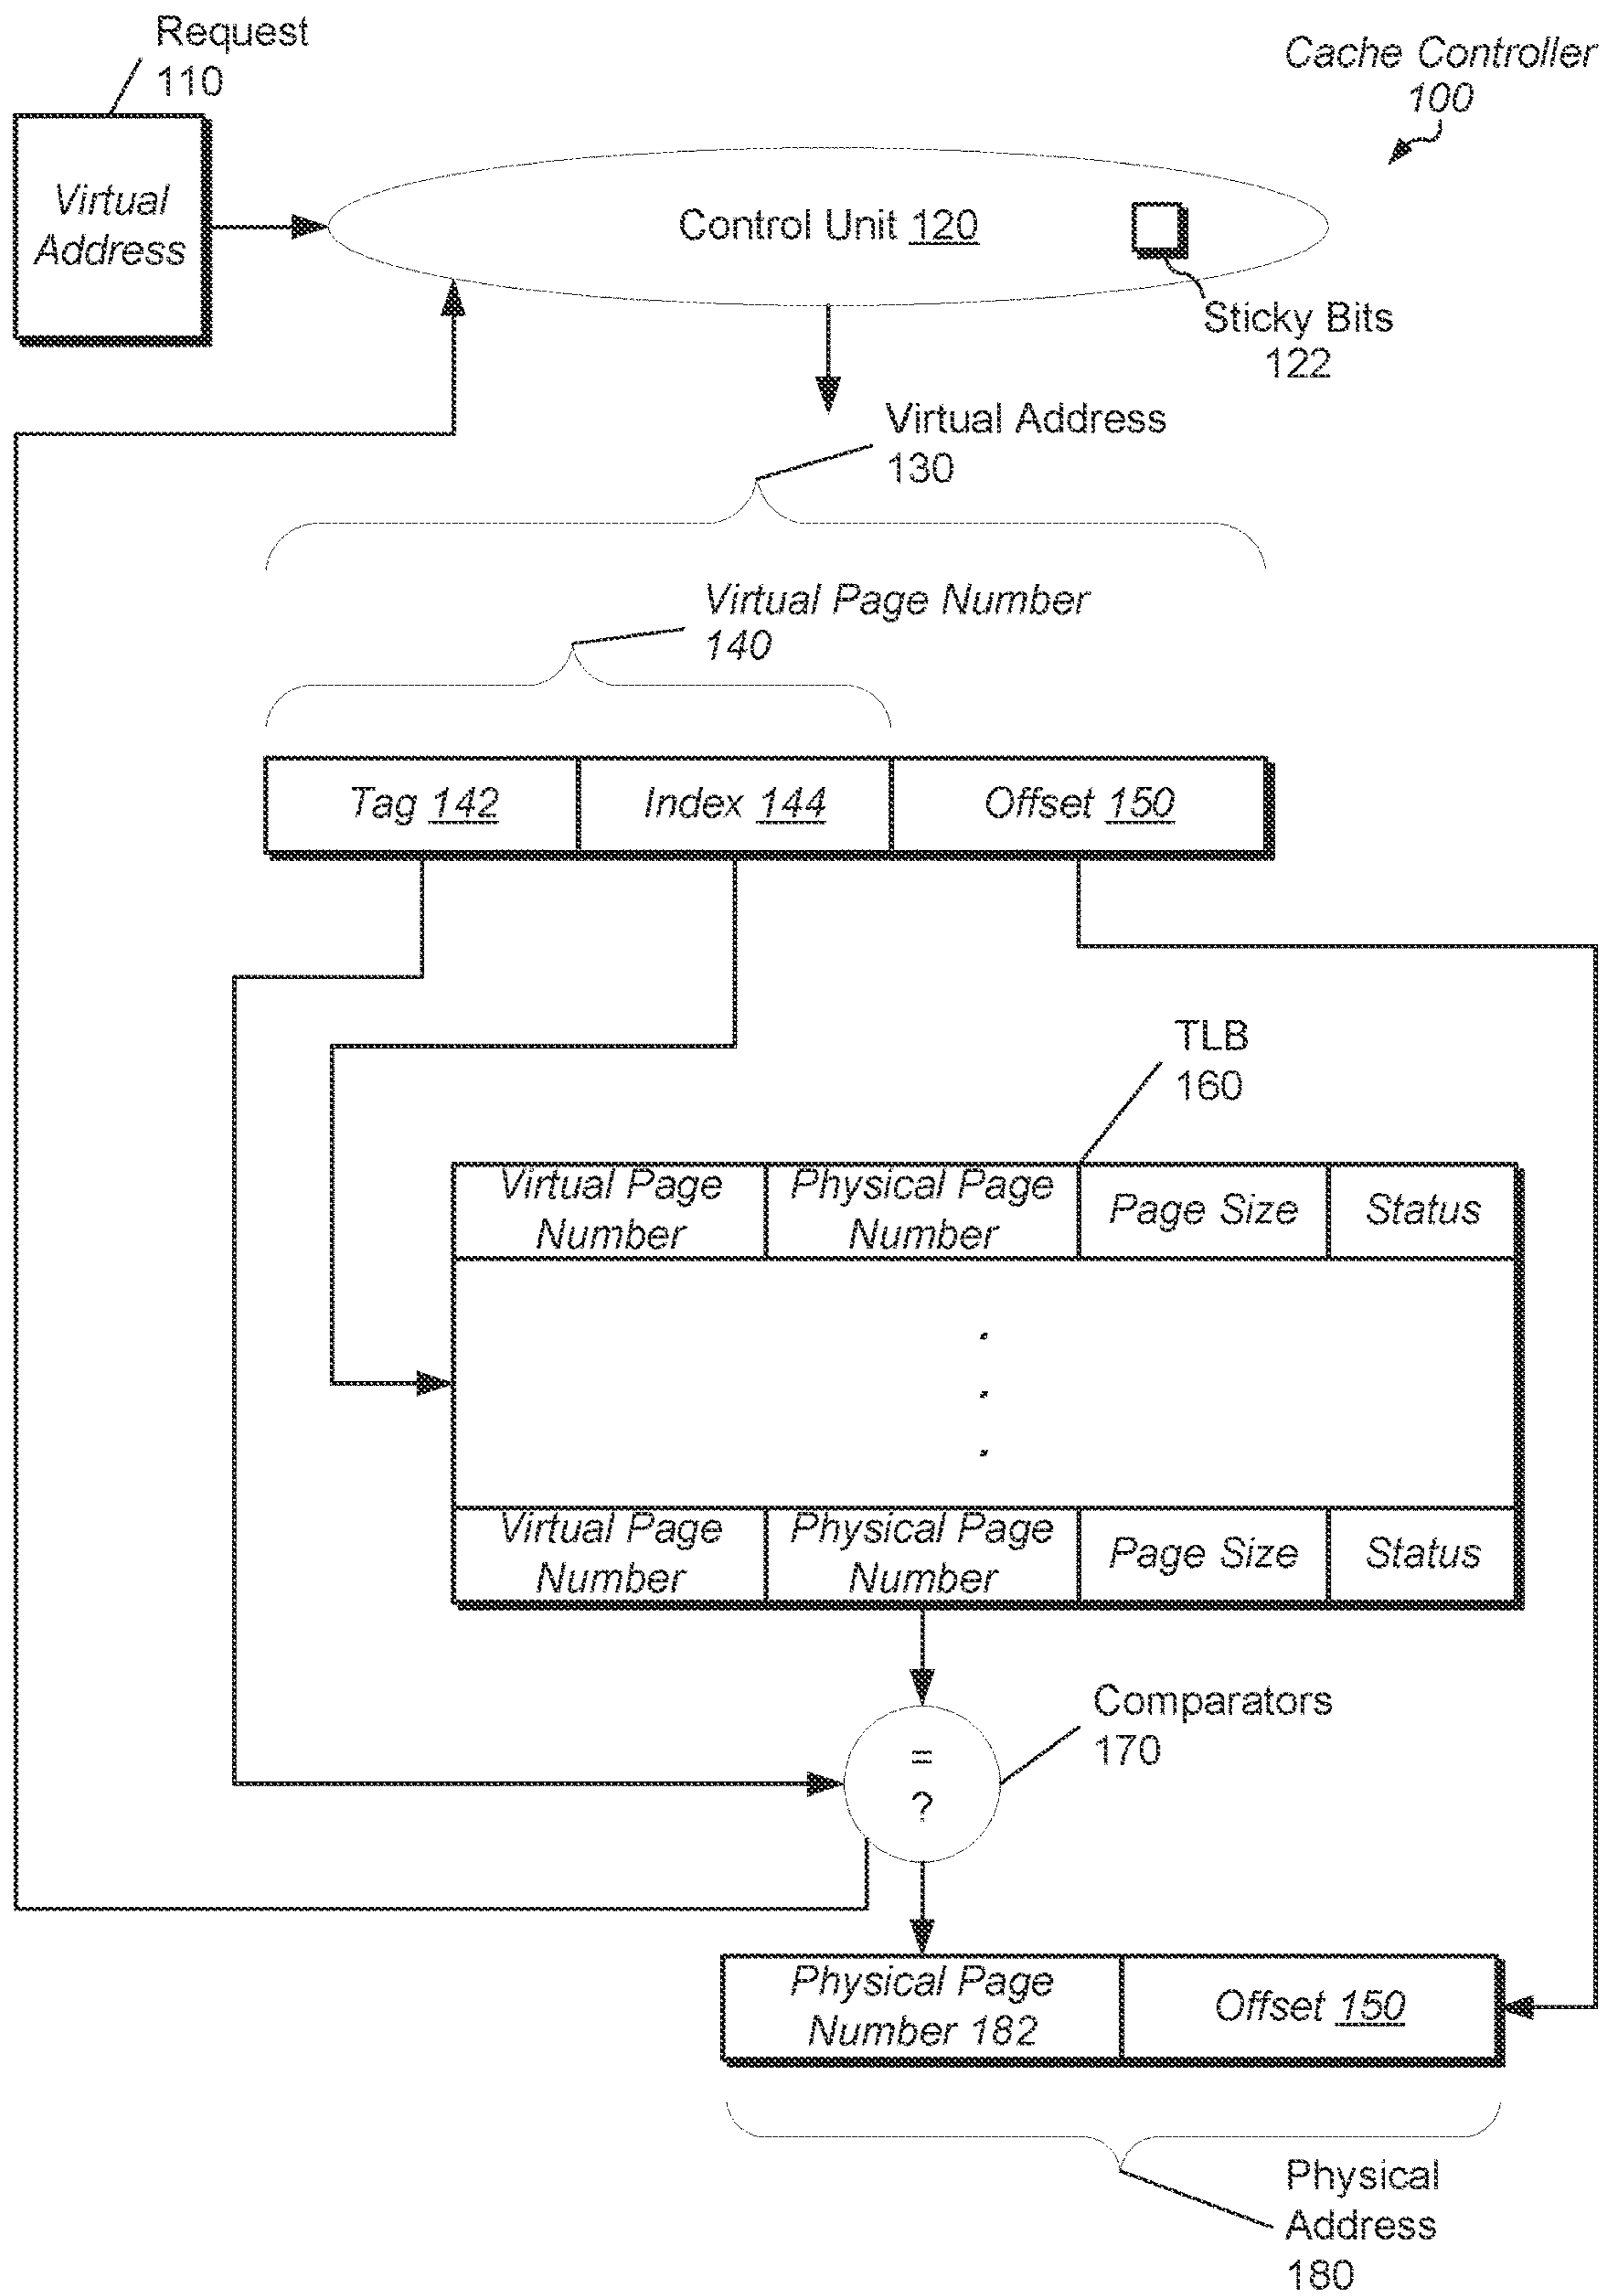 Request
110
Cache Controller
100
Virtual
Address
Control Unit 120
Sticky Bits
122
Virtual Address
130
Virtual Page Number
140
Tag 142
Index 144
Offset 150
TLB
160
Virtual Page
Number
Physical Page
Number
Page Size
Status
.
.
.
Virtual Page
Number
Physical Page
Number
Page Size
Status
=
?
Comparators
170
Physical Page
Number 182
Offset 150
Physical
Address
180